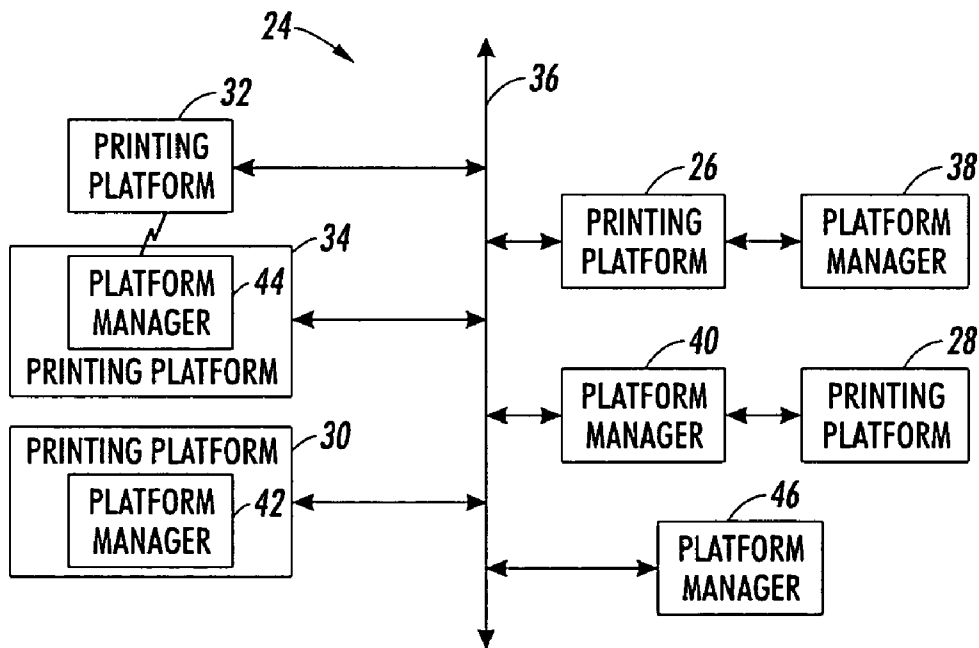 24
36
32
PRINTING
PLATFORM
34
PLATFORM
MANAGER
44
PRINTING PLATFORM
30
PRINTING PLATFORM
PLATFORM
MANAGER
42
26
PRINTING
PLATFORM
38
PLATFORM
MANAGER
40
PLATFORM
MANAGER
28
PRINTING
PLATFORM
46
PLATFORM
MANAGER